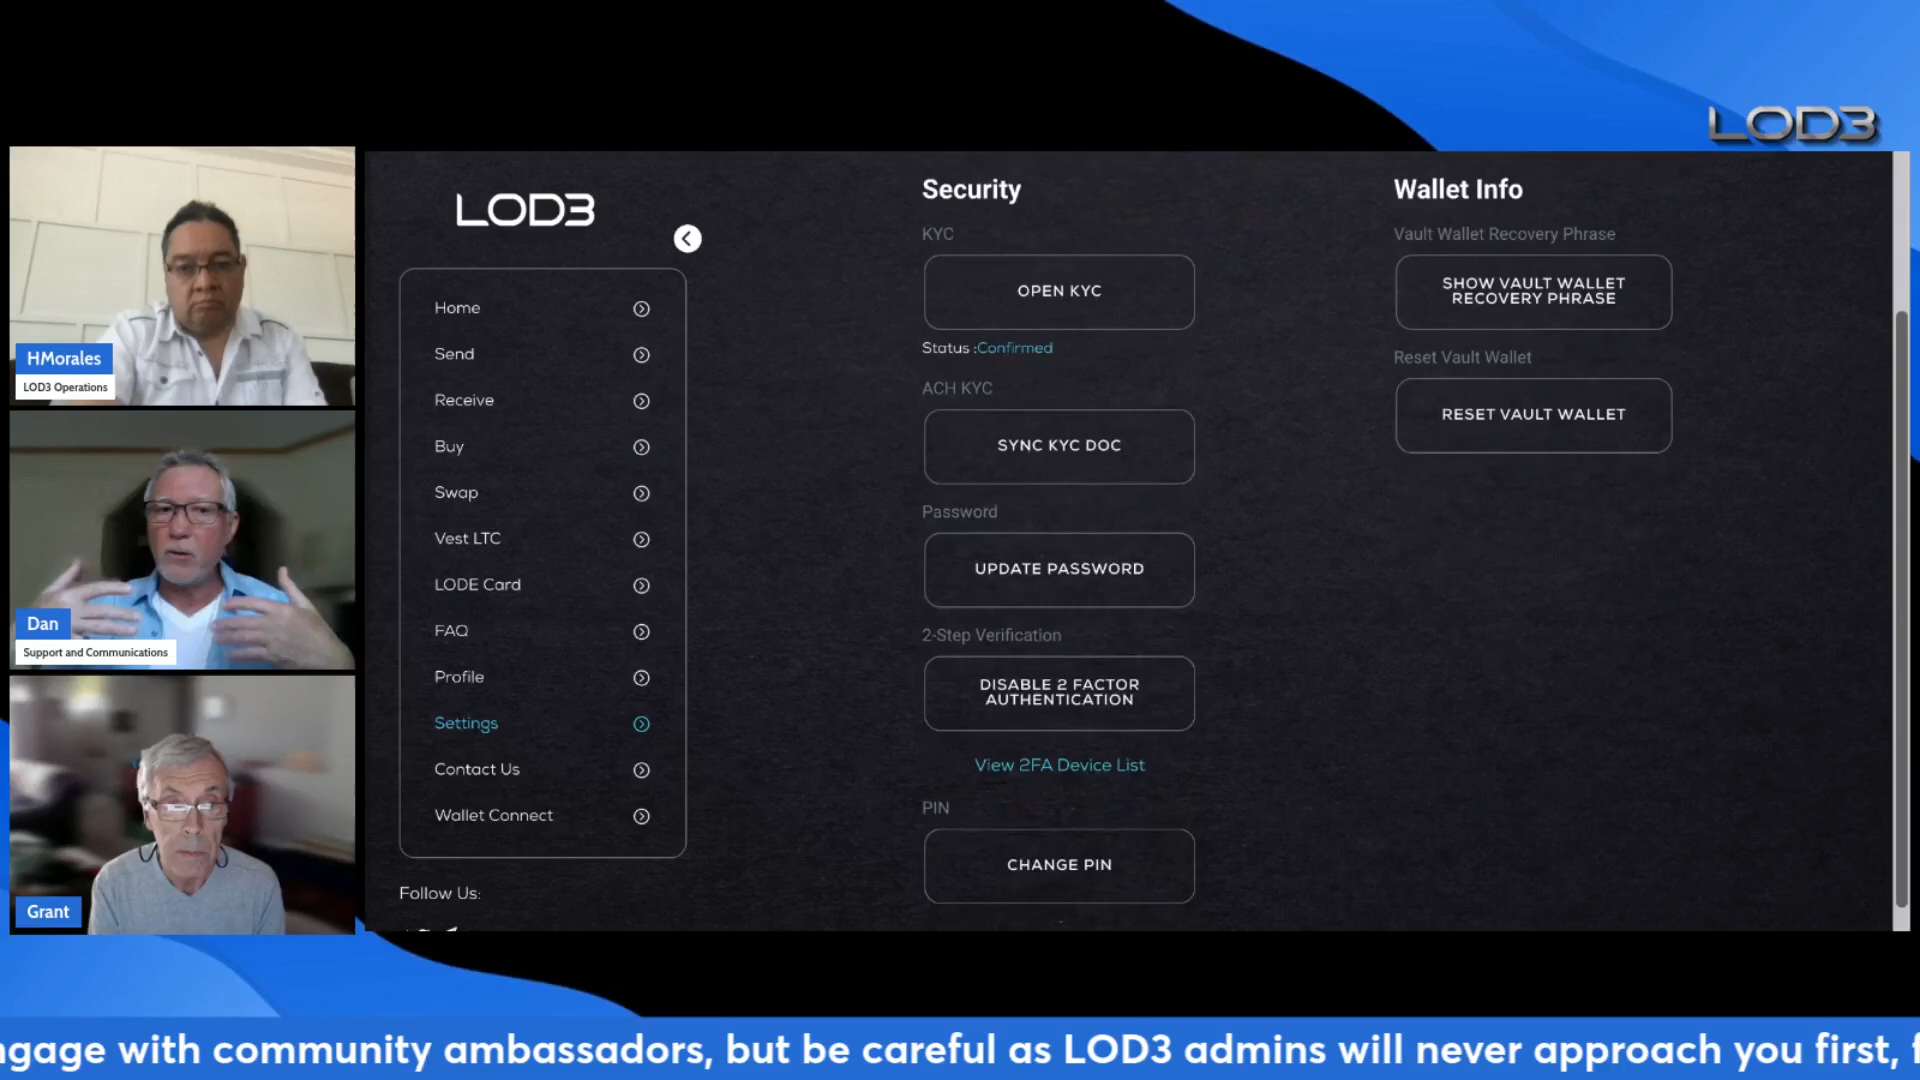 LOD3
HMorales
LOD3 Operations
Dan
Support and Communications
Grant
LOD3
Home
Send
Receive
Buy
Swap
Vest LTC
LODE Card
FAQ
Profile
Settings
Contact Us
Wallet Connect
Follow Us:
Security
KYC
OPEN KYC
Status :Confirmed
ACH KYC
SYNC KYC DOC
Password
UPDATE PASSWORD
2-Step Verification
DISABLE 2 FACTOR
AUTHENTICATION
View 2FA Device List
PIN
CHANGE PIN
Wallet Info
Vault Wallet Recovery Phrase
SHOW VAULT WALLET
RECOVERY PHRASE
Reset Vault Wallet
RESET VAULT WALLET
ngage with community ambassadors, but be careful as LOD3 admins will never approach you first, f